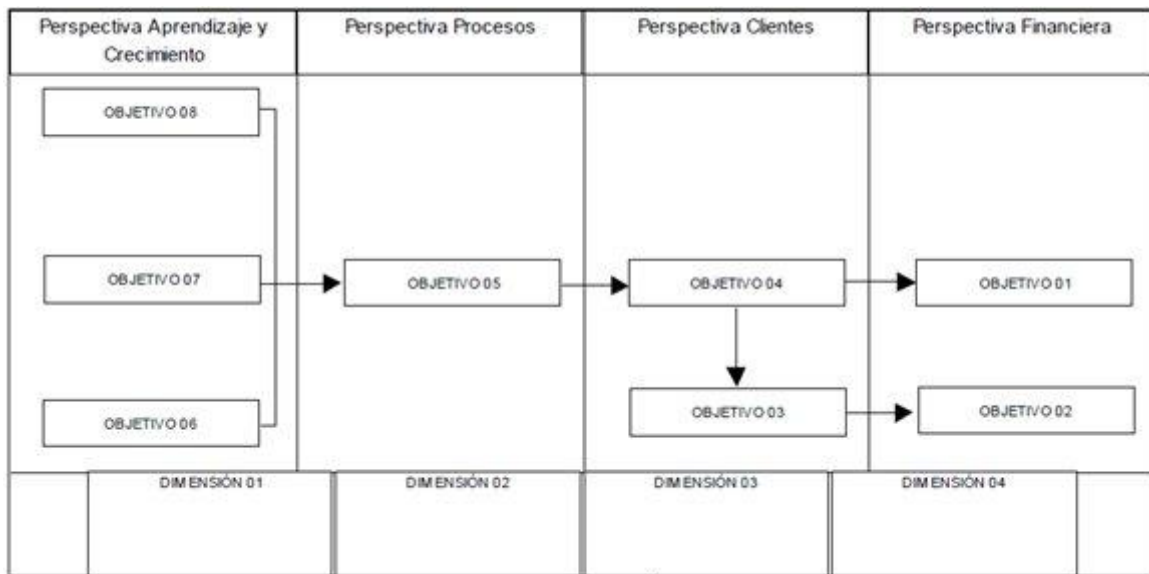 Perspectiva Aprendizaje y
Crecimiento
Perspectiva Procesos
Perspectiva Clientes
Perspectiva Financiera
OBJETIVO 08
OBJETIVO 07
OBJETIVO 05
OBJETIVO 04
OBJETIVO 01
OBJETIVO 06
OBJETIVO 03
OBJETIVO 02
DIMENSIÓN 01
DIMENSIÓN 02
DIMENSIÓN 03
DIMENSIÓN 04